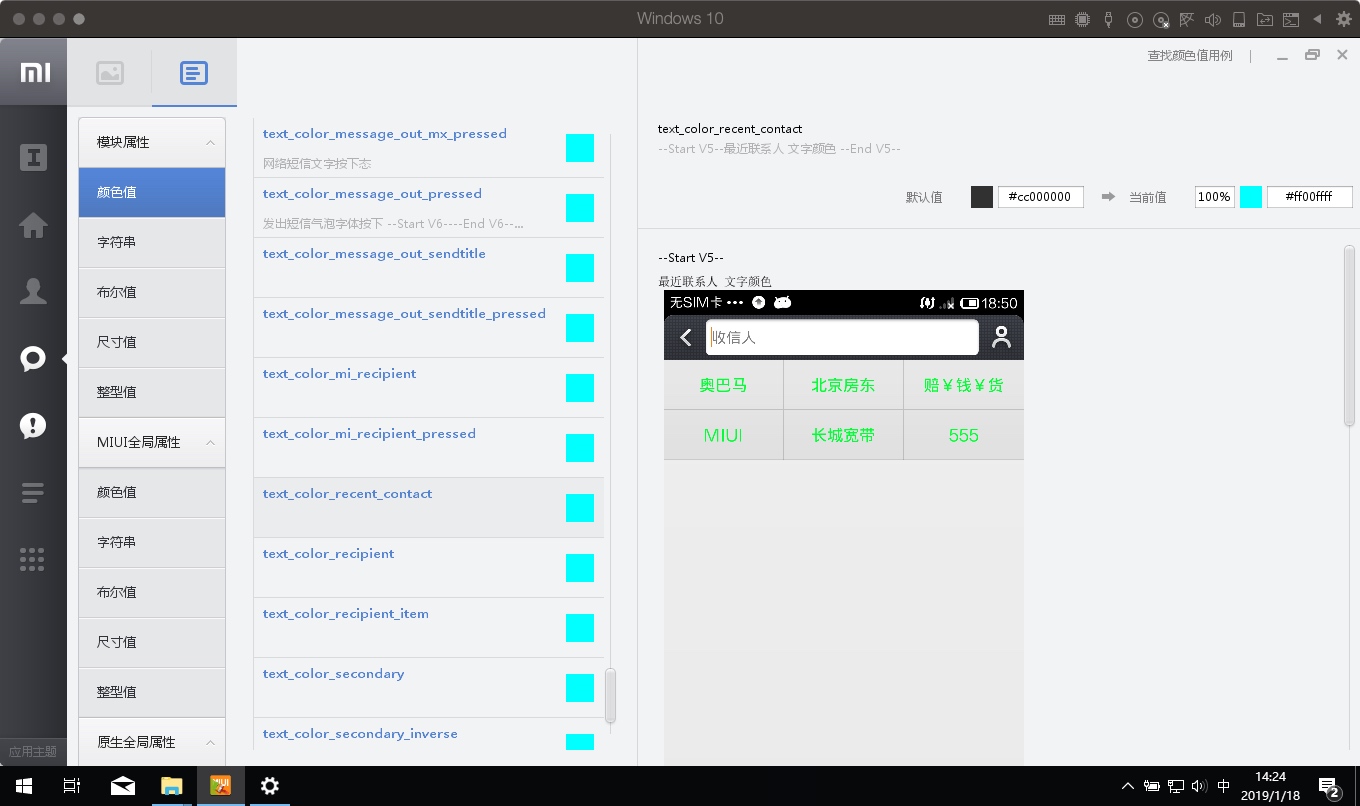 Windows 10
查找颜色值用例
模块属性
颜色值
字符串
布尔值
尺寸值
整型值
MIUI全局属性
颜色值
字符串
布尔值
尺寸值
整型值
原生全局属性
应用主题
text_color_message_out_mx_pressed
网络短信文字按下态
text_color_message_out_pressed
发出短信气泡字体按下 --Start V6----End V6--...
text_color_message_out_sendtitle
text_color_message_out_sendtitle_pressed
text_color_mi_recipient
text_color_mi_recipient_pressed
text_color_recent_contact
text_color_recipient
text_color_recipient_item
text_color_secondary
text_color_secondary_inverse
text_color_recent_contact
--Start V5--最近联系人 文字颜色 --End V5--
默认值 #cc000000 当前值 100% #ff00ffff
--Start V5--
最近联系人 文字颜色
无SIM卡 ••• 18:50
收信人
奥巴马 北京房东 赔￥钱￥货
MIUI 长城宽带 555
中 14:24
2019/1/18
2